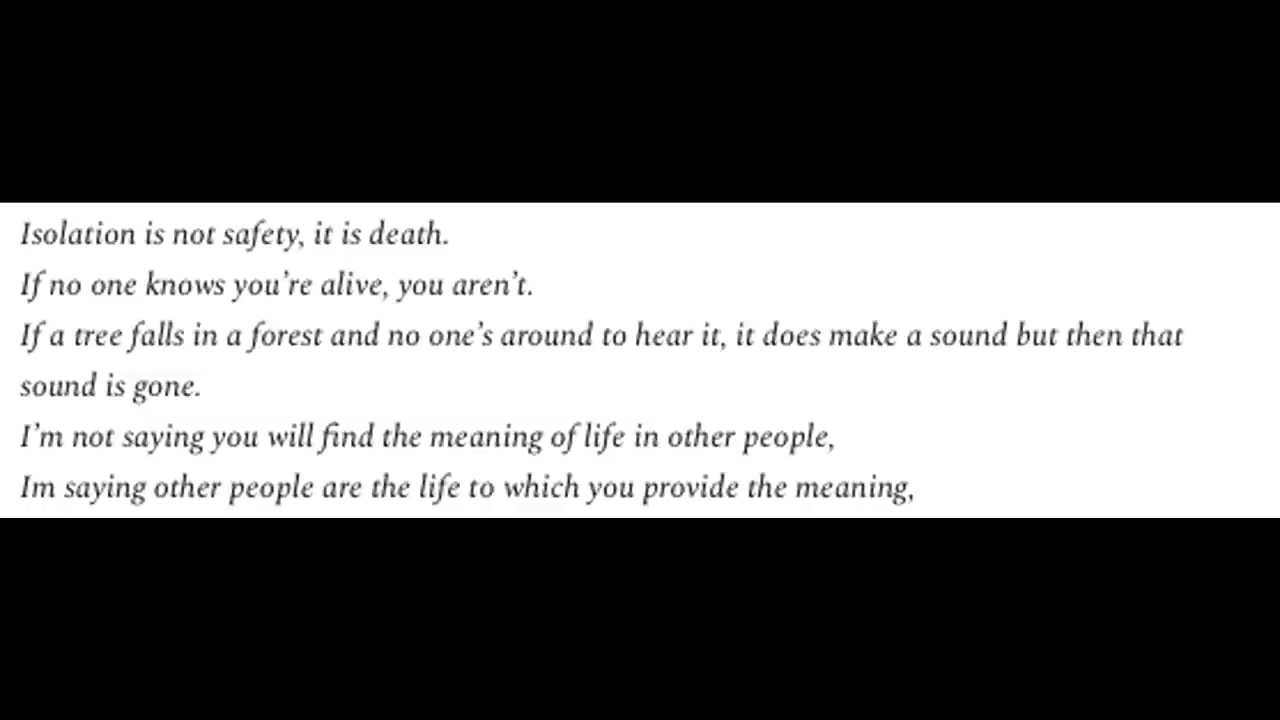 Isolation is not safety, it is death.
If no one knows you’re alive, you aren’t.
If a tree falls in a forest and no one’s around to hear it, it does make a sound but then that
sound is gone.
I’m not saying you will find the meaning of life in other people,
Im saying other people are the life to which you provide the meaning,